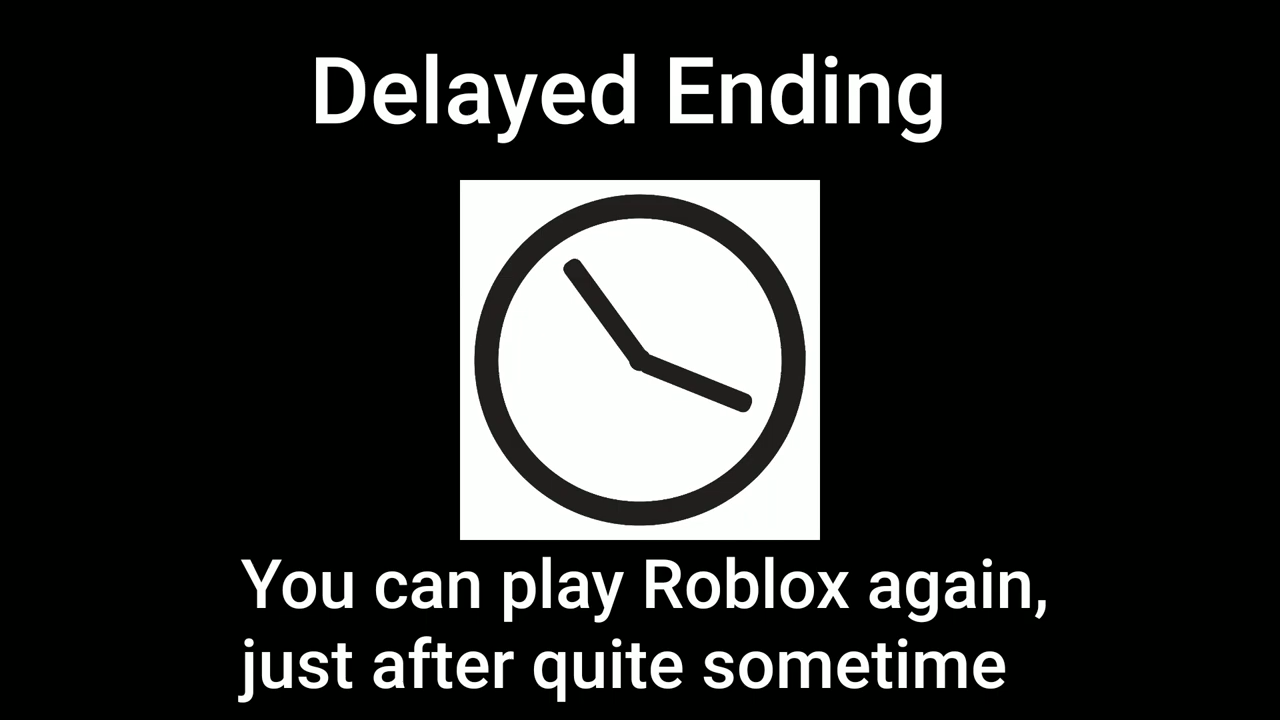 Delayed Ending
You can play Roblox again,
just after quite sometime